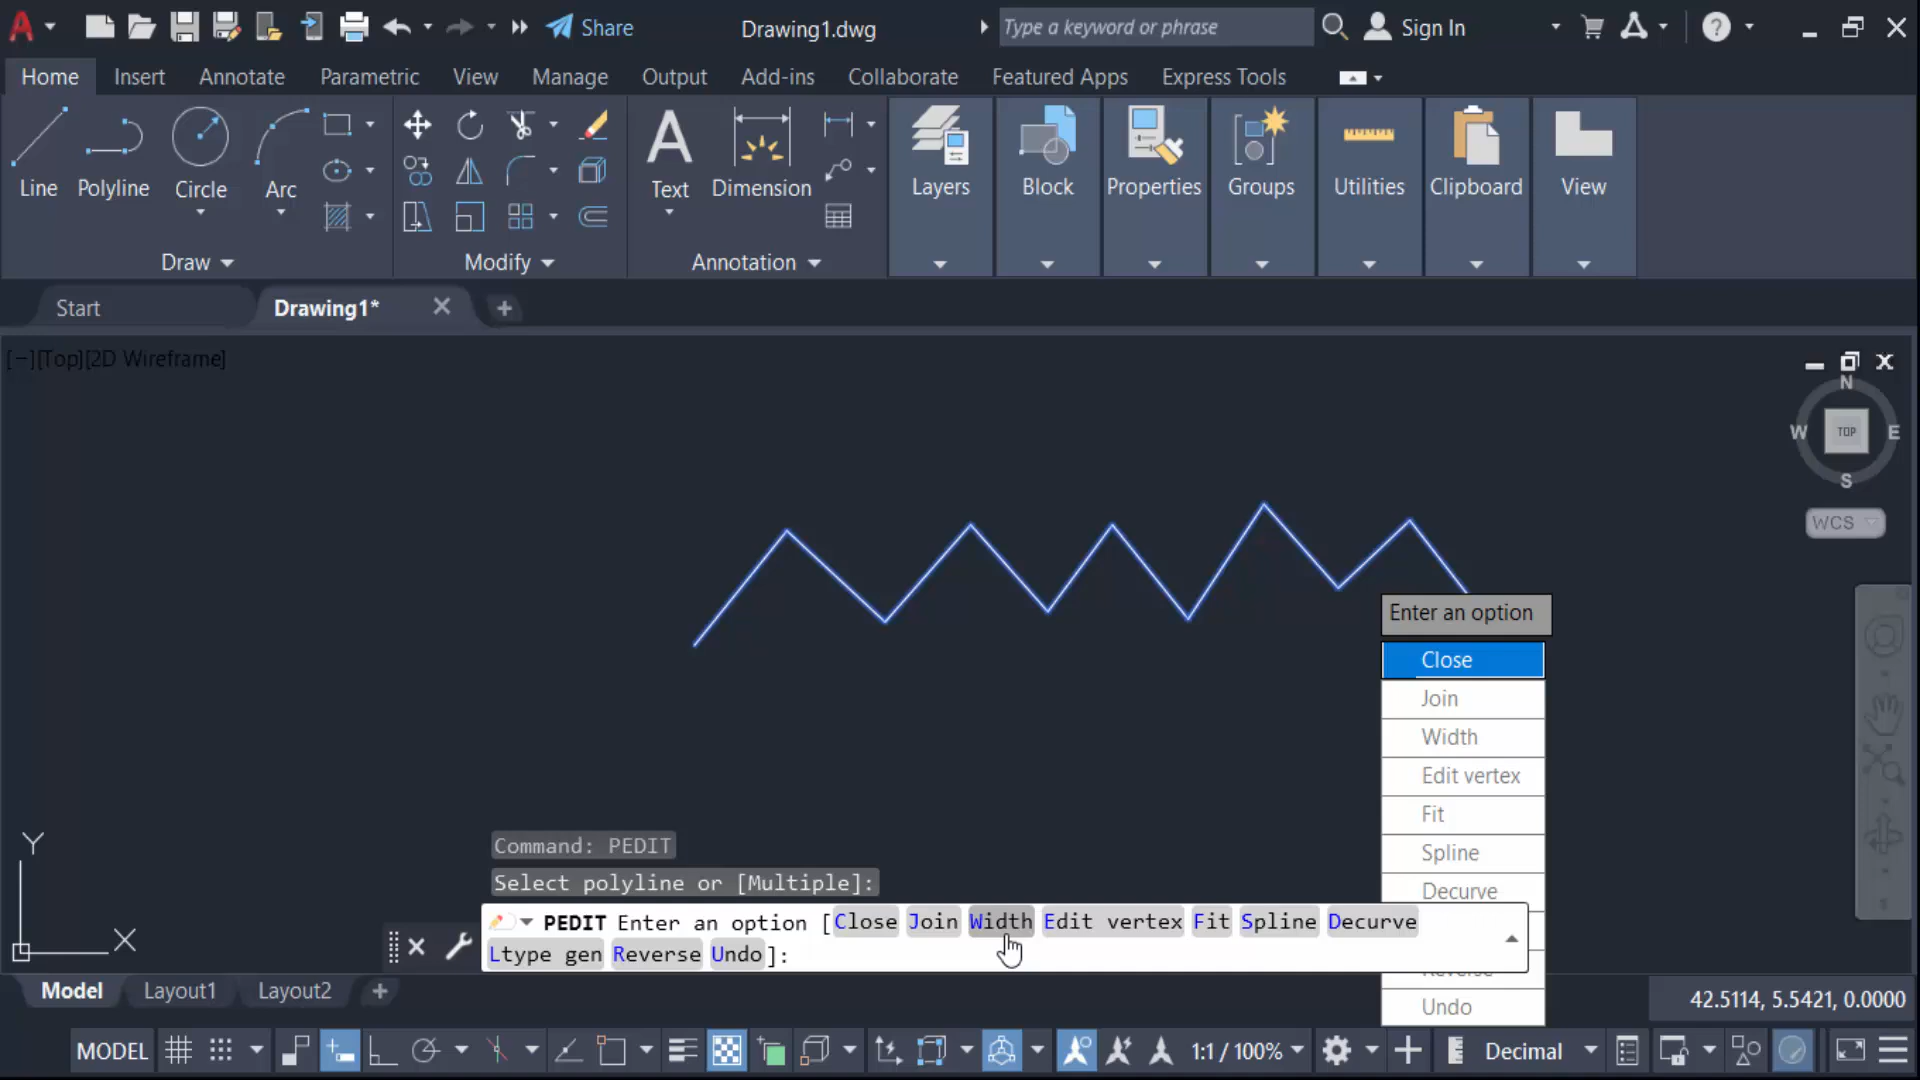 Share
Drawing1.dwg
Type a keyword or phrase
Sign In
Home Insert Annotate Parametric View Manage Output Add-ins Collaborate Featured Apps Express Tools
Line Polyline Circle Arc
Text Dimension
Layers Block Properties Groups Utilities Clipboard View
Draw Modify Annotation
Start Drawing1*
[−][Top][2D Wireframe]
N
W TOP E
S
WCS
Enter an option
Close
Join
Width
Edit vertex
Fit
Spline
Decurve
Reverse
Undo
Y
X
Command: PEDIT
Select polyline or [Multiple]:
PEDIT Enter an option [Close Join Width Edit vertex Fit Spline Decurve
Ltype gen Reverse Undo]:
Model Layout1 Layout2
42.5114, 5.5421, 0.0000
MODEL 1:1 / 100% Decimal